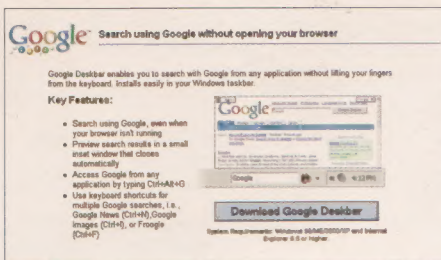 Google Search using Google without opening your browser
Google Deskbar enables you to search with Google from any application without lifting your fingers
from the keyboard. Installs easily in your Windows taskbar.
Key Features:
Search using Google, even when
your browser isn't running
Preview search results in a small
inset window that closes
automatically
Access Google from any
application by typing Ctrl+Alt+G
Use keyboard shortcuts for
multiple Google searches, i.e.,
Google News (Ctrl+N),Google
images (Ctrl+I), or Froogle
(Ctrl+F)
Google
Google
4:12 PM
Download Google Deskbar
System Requirements: Windows 98/ME/2000/XP and Internet
Explorer 5.5 or higher.